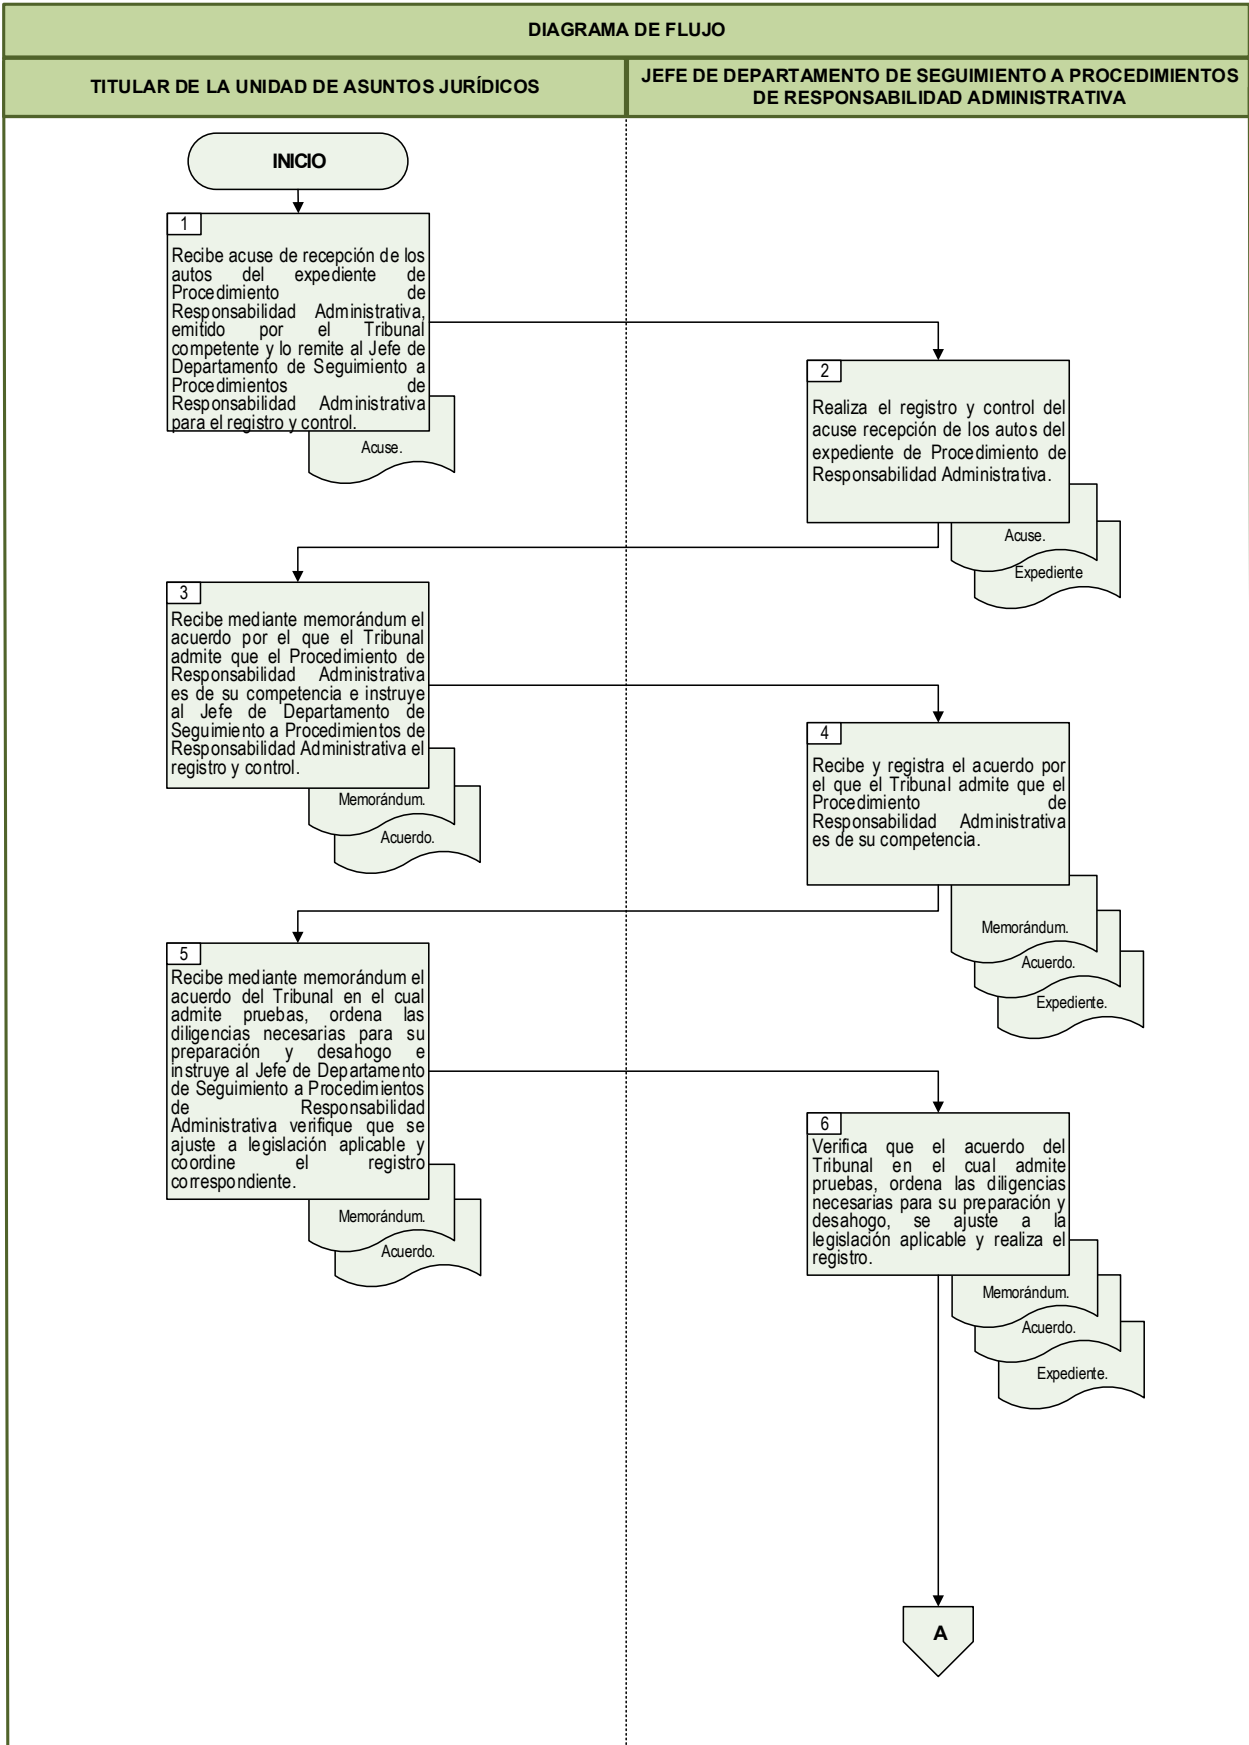 DIAGRAMA DE FLUJO
TITULAR DE LA UNIDAD DE ASUNTOS JURÍDICOS
JEFE DE DEPARTAMENTO DE SEGUIMIENTO A PROCEDIMIENTOS
DE RESPONSABILIDAD ADMINISTRATIVA
INICIO
1
Recibe acuse de recepción de los
autos del expediente de
Procedimiento de
Responsabilidad Administrativa,
emitido por el Tribunal
competente y lo remite al Jefe de
Departamento de Seguimiento a
Procedimientos de
Responsabilidad Administrativa
para el registro y control.
Acuse.
2
Realiza el registro y control del
acuse recepción de los autos del
expediente de Procedimiento de
Responsabilidad Administrativa.
Acuse.
Expediente
3
Recibe mediante memorándum el
acuerdo por el que el Tribunal
admite que el Procedimiento de
Responsabilidad Administrativa
es de su competencia e instruye
al Jefe de Departamento de
Seguimiento a Procedimientos de
Responsabilidad Administrativa el
registro y control.
Memorándum.
Acuerdo.
4
Recibe y registra el acuerdo por
el que el Tribunal admite que el
Procedimiento de
Responsabilidad Administrativa
es de su competencia.
Memorándum.
Acuerdo.
Expediente.
5
Recibe mediante memorándum el
acuerdo del Tribunal en el cual
admite pruebas, ordena las
diligencias necesarias para su
preparación y desahogo e
instruye al Jefe de Departamento
de Seguimiento a Procedimientos
de Responsabilidad
Administrativa verifique que se
ajuste a legislación aplicable y
coordine el registro
correspondiente.
Memorándum.
Acuerdo.
6
Verifica que el acuerdo del
Tribunal en el cual admite
pruebas, ordena las diligencias
necesarias para su preparación y
desahogo, se ajuste a la
legislación aplicable y realiza el
registro.
Memorándum.
Acuerdo.
Expediente.
A